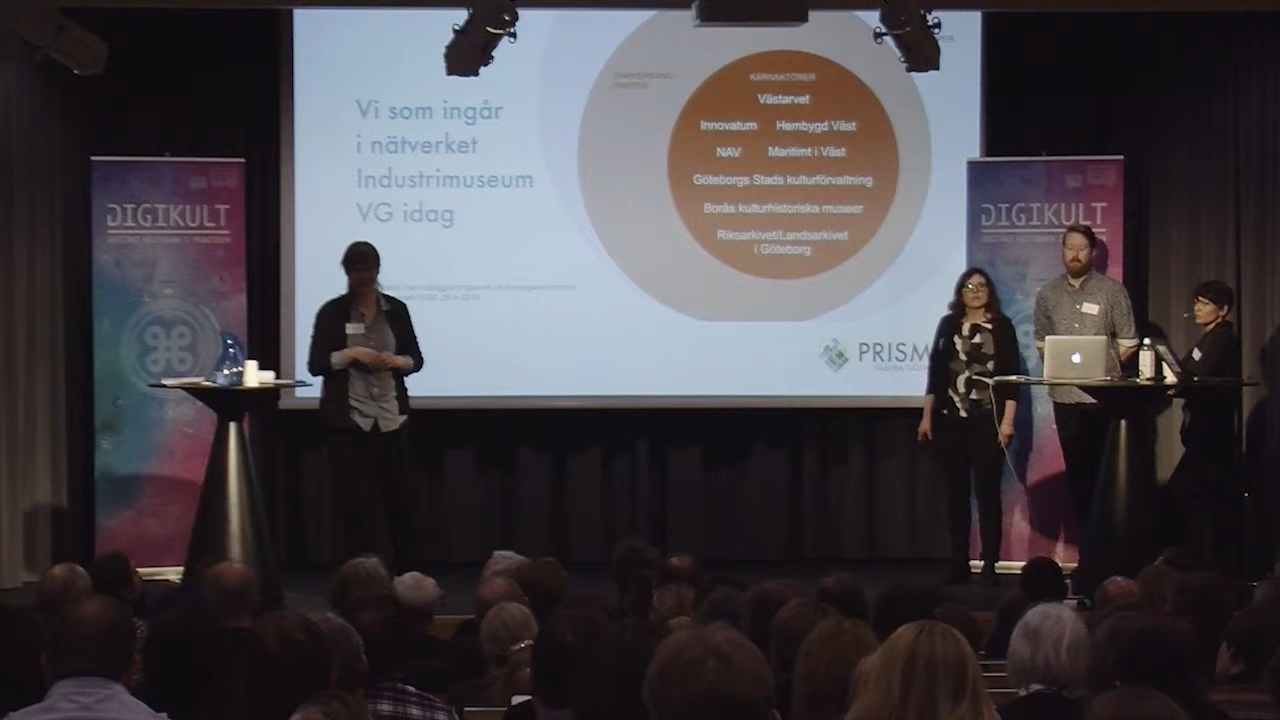 Vi som ingår
i nätverket
Industrimuseum
VG idag
KÄRNAKTÖRER
Västarvet
Innovatum Hembygd Väst
NAV Maritimt i Väst
Göteborgs Stads kulturförvaltning
Borås kulturhistoriska museer
Riksarkivet/Landsarkivet
i Göteborg
PRISM
DIGIKULT
DIGIKULT